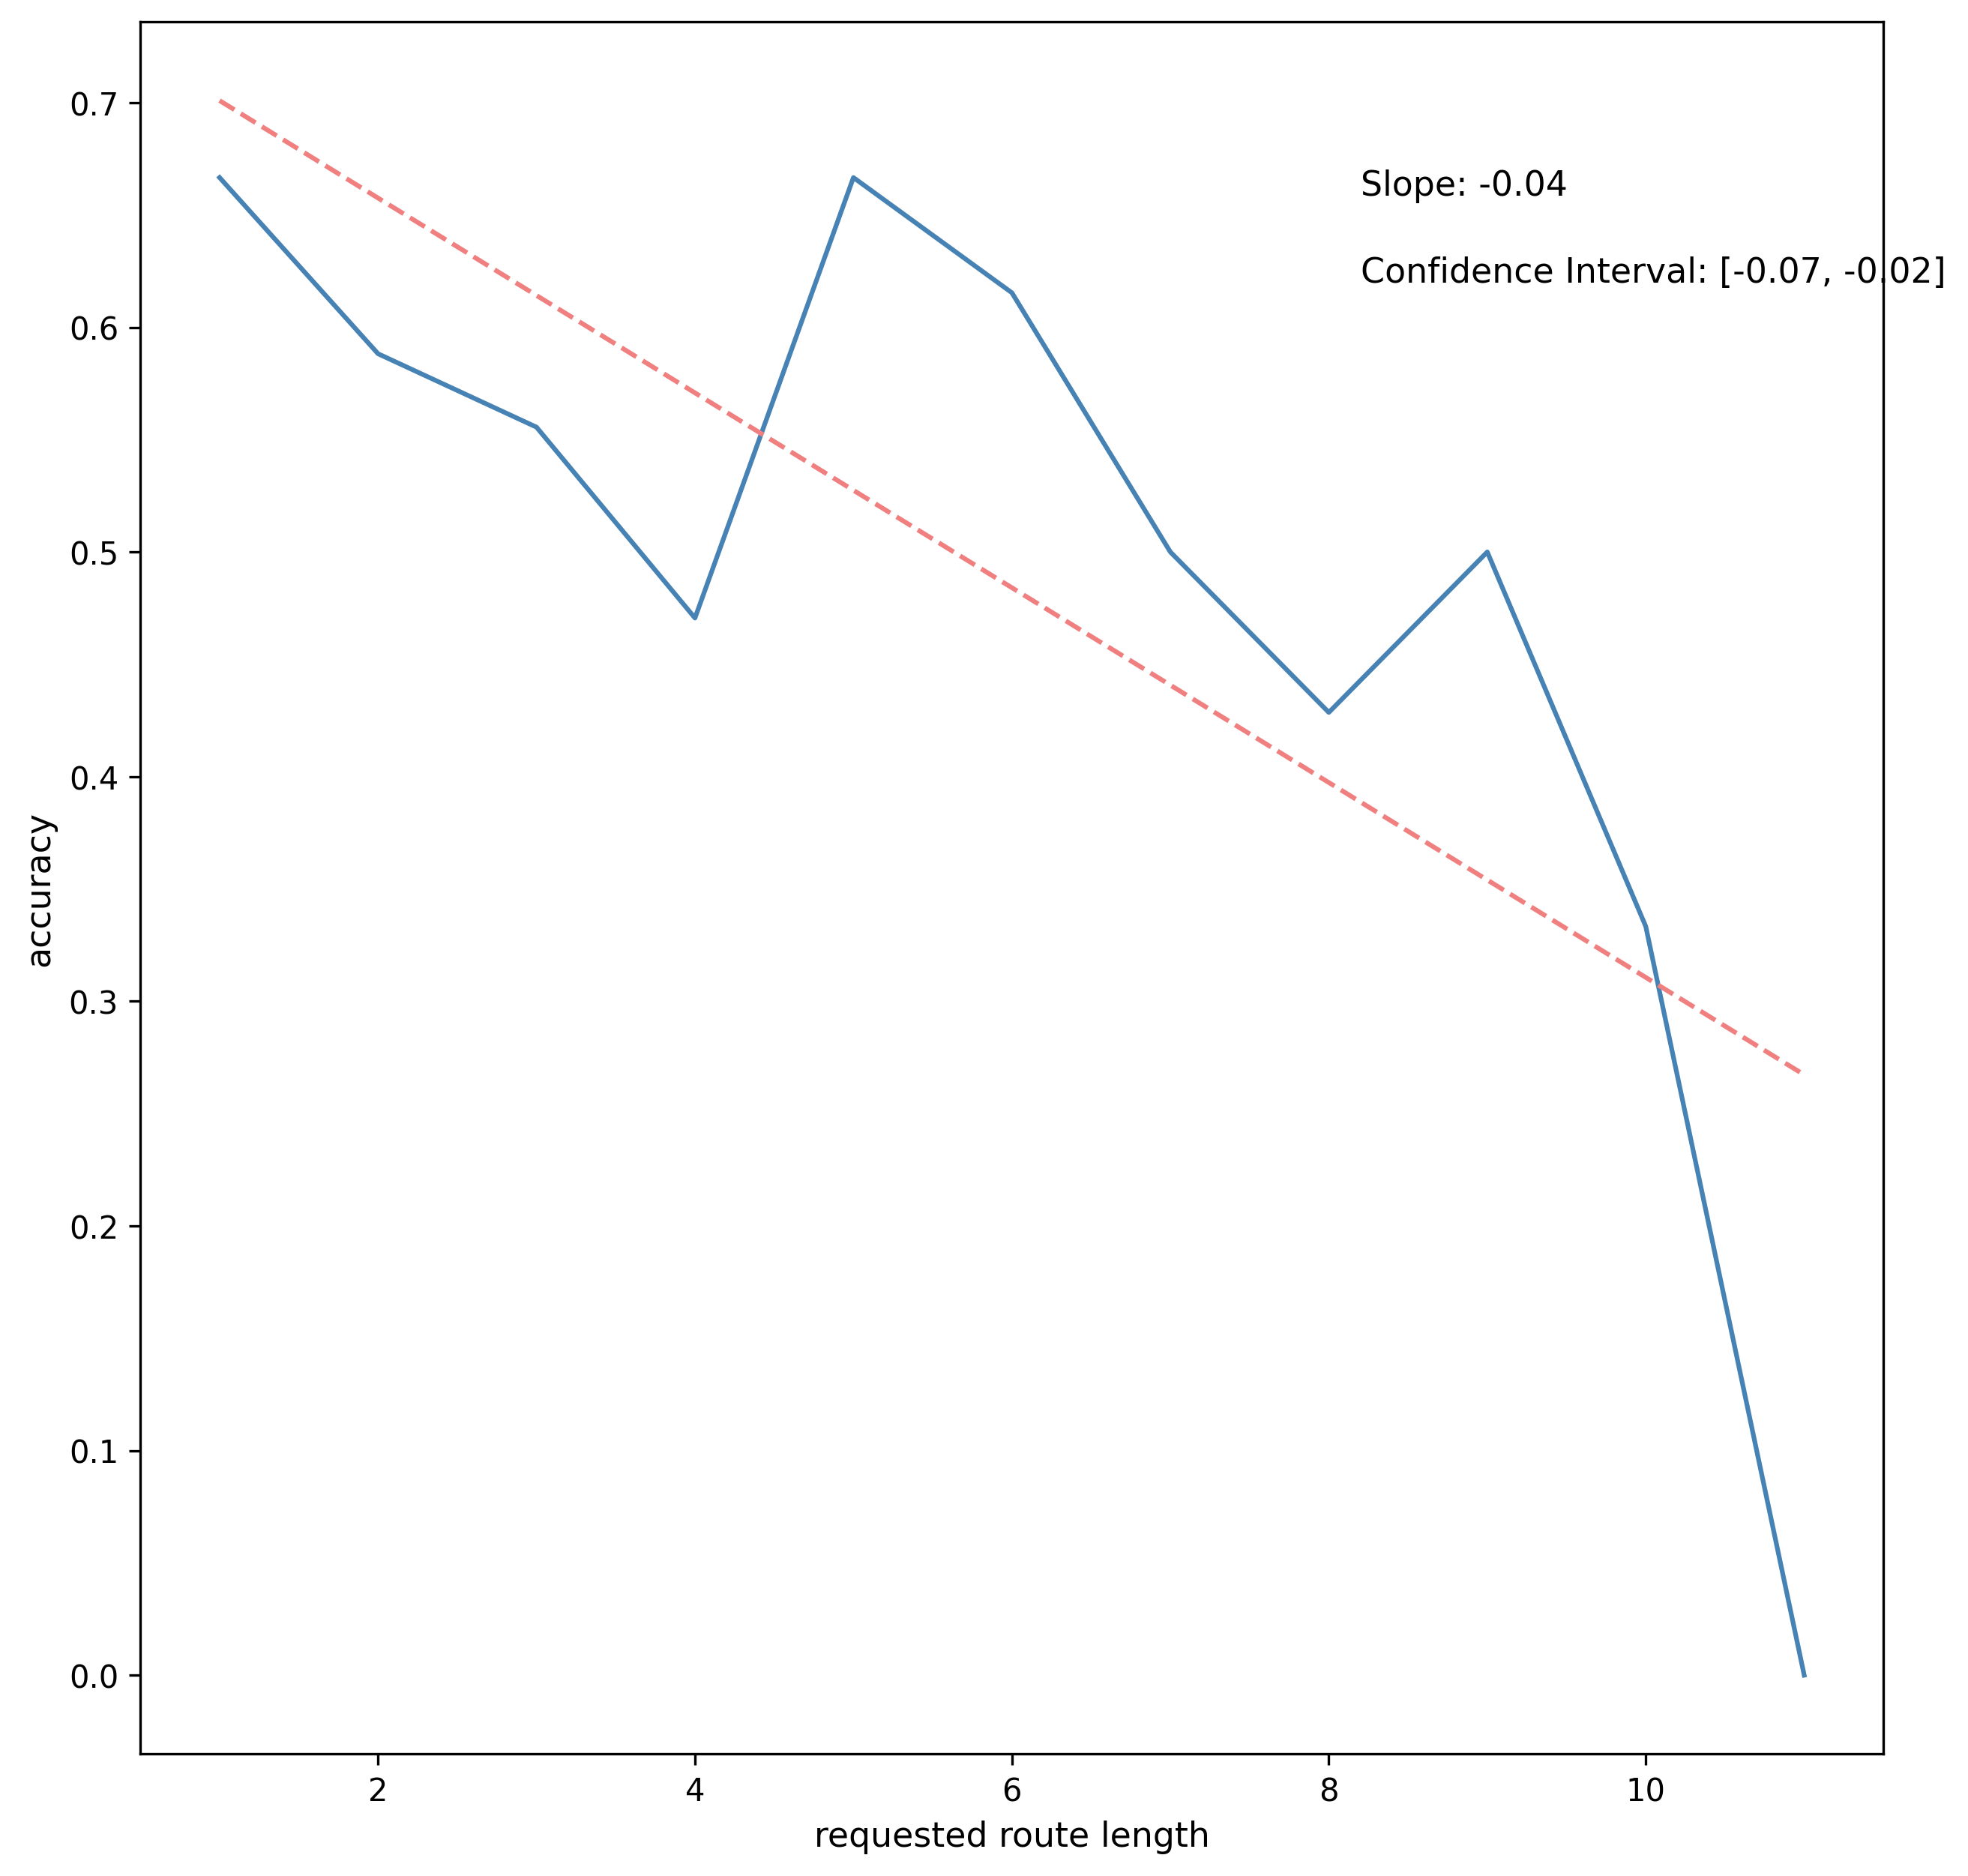 0.7
0.6
0.5
0.4
0.3
0.2
0.1
0.0
accuracy
Slope: -0.04
Confidence Interval: [-0.07, -0.02]
2 4 6 8 10
requested route length